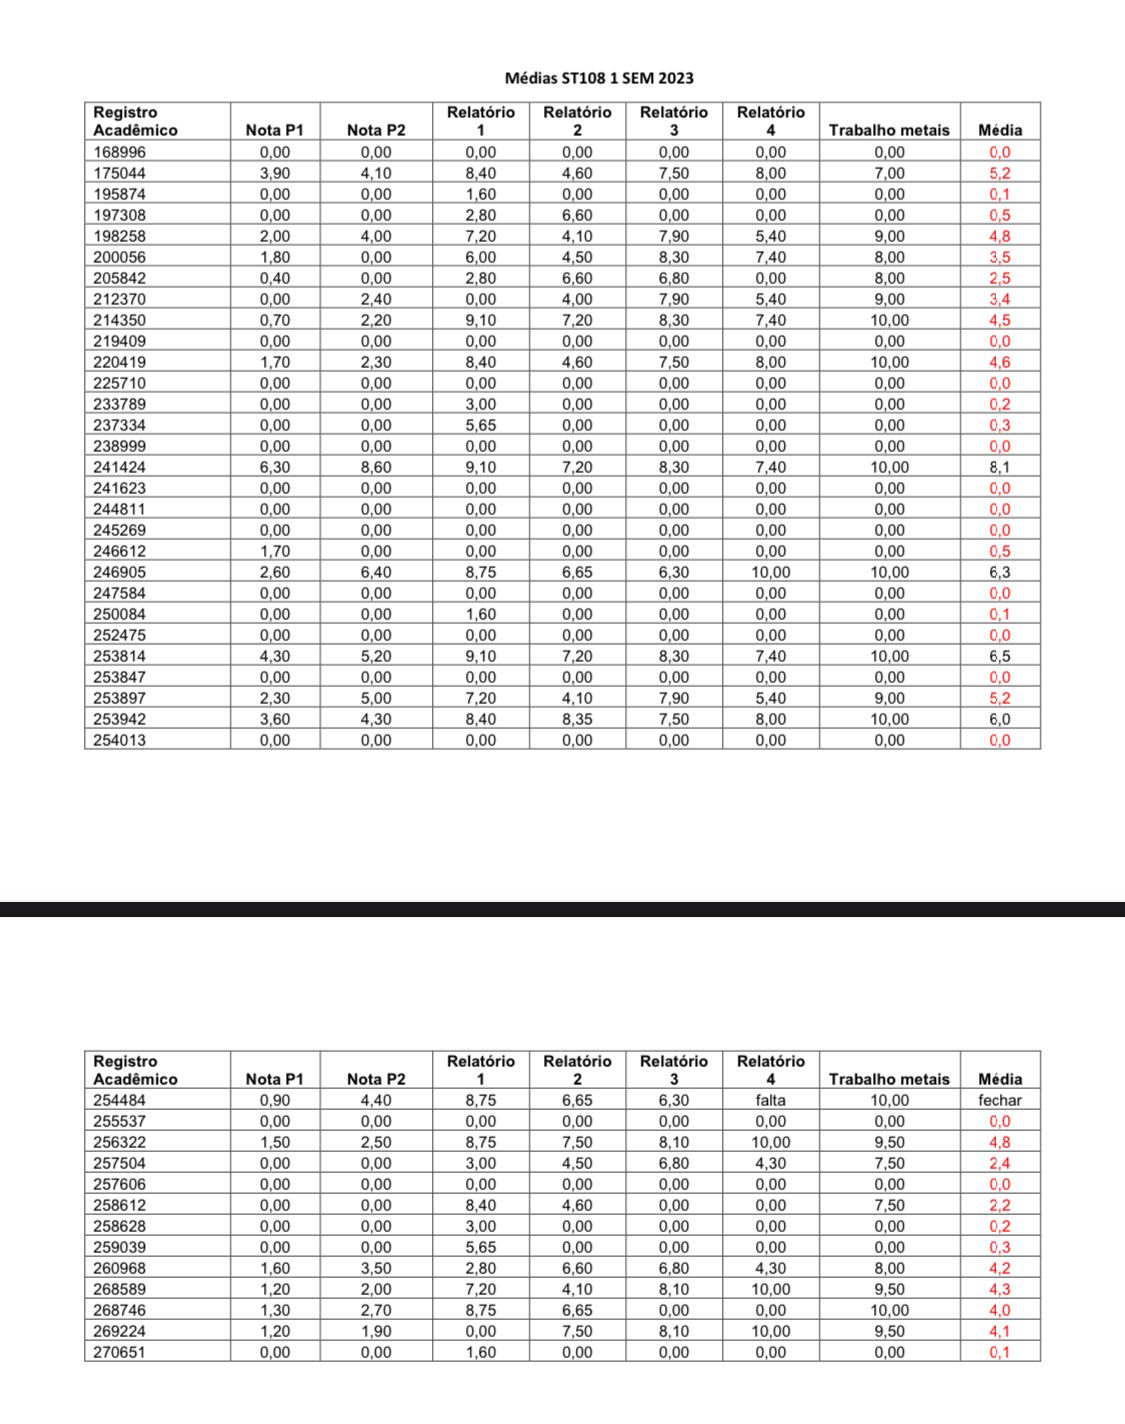 Médias ST108 1 SEM 2023
Registro Acadêmico Nota P1 Nota P2 Relatório 1 Relatório 2 Relatório 3 Relatório 4 Trabalho metais Média
168996 0,00 0,00 0,00 0,00 0,00 0,00 0,00 0,0
175044 3,90 4,10 8,40 4,60 7,50 8,00 7,00 5,2
195874 0,00 0,00 1,60 0,00 0,00 0,00 0,00 0,1
197308 0,00 0,00 2,80 6,60 0,00 0,00 0,00 0,5
198258 2,00 4,00 7,20 4,10 7,90 5,40 9,00 4,8
200056 1,80 0,00 6,00 4,50 8,30 7,40 8,00 3,5
205842 0,40 0,00 2,80 6,60 6,80 0,00 8,00 2,5
212370 0,00 2,40 0,00 4,00 7,90 5,40 9,00 3,4
214350 0,70 2,20 9,10 7,20 8,30 7,40 10,00 4,5
219409 0,00 0,00 0,00 0,00 0,00 0,00 0,00 0,0
220419 1,70 2,30 8,40 4,60 7,50 8,00 10,00 4,6
225710 0,00 0,00 0,00 0,00 0,00 0,00 0,00 0,0
233789 0,00 0,00 3,00 0,00 0,00 0,00 0,00 0,2
237334 0,00 0,00 5,65 0,00 0,00 0,00 0,00 0,3
238999 0,00 0,00 0,00 0,00 0,00 0,00 0,00 0,0
241424 6,30 8,60 9,10 7,20 8,30 7,40 10,00 8,1
241623 0,00 0,00 0,00 0,00 0,00 0,00 0,00 0,0
244811 0,00 0,00 0,00 0,00 0,00 0,00 0,00 0,0
245269 0,00 0,00 0,00 0,00 0,00 0,00 0,00 0,0
246612 1,70 0,00 0,00 0,00 0,00 0,00 0,00 0,5
246905 2,60 6,40 8,75 6,65 6,30 10,00 10,00 6,3
247584 0,00 0,00 0,00 0,00 0,00 0,00 0,00 0,0
250084 0,00 0,00 1,60 0,00 0,00 0,00 0,00 0,1
252475 0,00 0,00 0,00 0,00 0,00 0,00 0,00 0,0
253814 4,30 5,20 9,10 7,20 8,30 7,40 10,00 6,5
253847 0,00 0,00 0,00 0,00 0,00 0,00 0,00 0,0
253897 2,30 5,00 7,20 4,10 7,90 5,40 9,00 5,2
253942 3,60 4,30 8,40 8,35 7,50 8,00 10,00 6,0
254013 0,00 0,00 0,00 0,00 0,00 0,00 0,00 0,0
Registro Acadêmico Nota P1 Nota P2 Relatório 1 Relatório 2 Relatório 3 Relatório 4 Trabalho metais Média
254484 0,90 4,40 8,75 6,65 6,30 falta 10,00 fechar
255537 0,00 0,00 0,00 0,00 0,00 0,00 0,00 0,0
256322 1,50 2,50 8,75 7,50 8,10 10,00 9,50 4,8
257504 0,00 0,00 3,00 4,50 6,80 4,30 7,50 2,4
257606 0,00 0,00 0,00 0,00 0,00 0,00 0,00 0,0
258612 0,00 0,00 8,40 4,60 0,00 0,00 7,50 2,2
258628 0,00 0,00 3,00 0,00 0,00 0,00 0,00 0,2
259039 0,00 0,00 5,65 0,00 0,00 0,00 0,00 0,3
260968 1,60 3,50 2,80 6,60 6,80 4,30 8,00 4,2
268589 1,20 2,00 7,20 4,10 8,10 10,00 9,50 4,3
268746 1,30 2,70 8,75 6,65 0,00 0,00 10,00 4,0
269224 1,20 1,90 0,00 7,50 8,10 10,00 9,50 4,1
270651 0,00 0,00 1,60 0,00 0,00 0,00 0,00 0,1